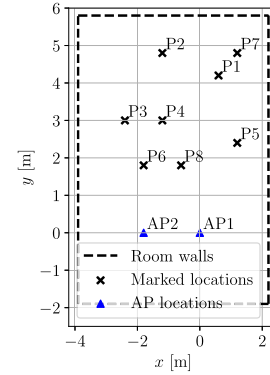 6
5
4
3
2
1
0
−1
−2
y [m]
P2
P7
P1
P3
P4
P5
P6
P8
AP2
AP1
Room walls
Marked locations
AP locations
−4
−2
0
2
x [m]